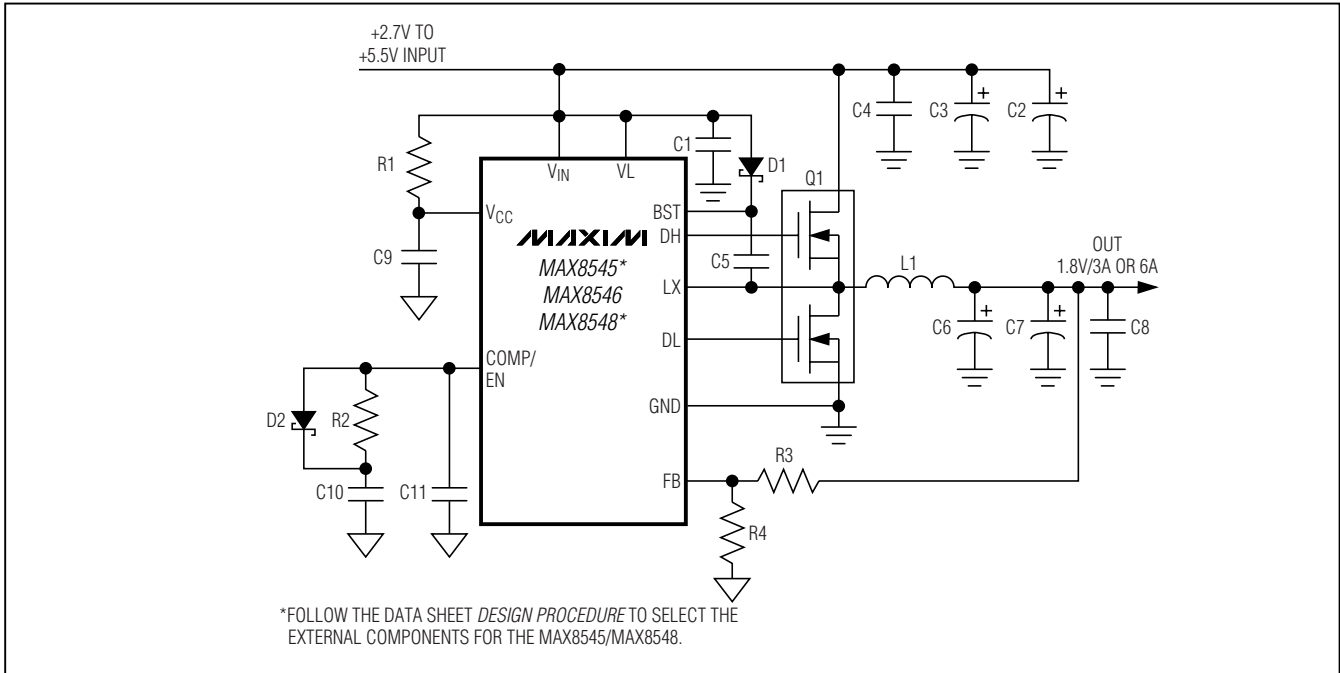 +2.7V TO
+5.5V INPUT
C4
C3
+
C2
+
R1
C1
D1
VIN
VL
Q1
VCC
BST
MAXIM
DH
C9
MAX8545*
C5
L1
OUT
1.8V/3A OR 6A
MAX8546
LX
MAX8548*
C6
+
C7
+
C8
DL
COMP/
EN
D2
R2
GND
C10
C11
FB
R3
R4
*FOLLOW THE DATA SHEET DESIGN PROCEDURE TO SELECT THE
EXTERNAL COMPONENTS FOR THE MAX8545/MAX8548.